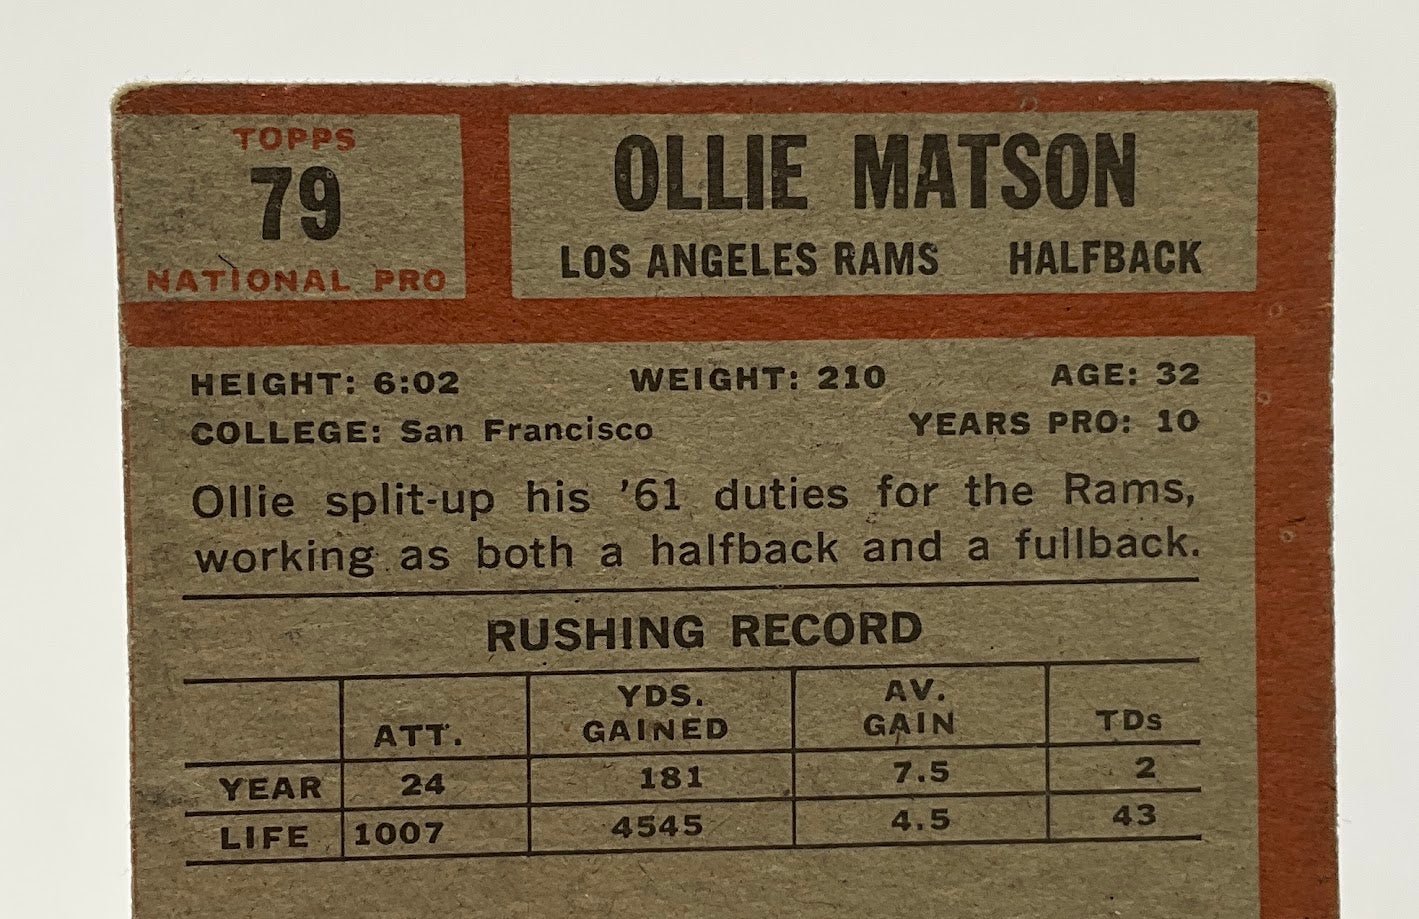 TOPPS
79
NATIONAL PRO
OLLIE MATSON
LOS ANGELES RAMS HALFBACK
HEIGHT: 6:02 WEIGHT: 210 AGE: 32
COLLEGE: San Francisco YEARS PRO: 10
Ollie split-up his '61 duties for the Rams,
working as both a halfback and a fullback.
RUSHING RECORD
ATT. YDS. GAINED AV. GAIN TDs
YEAR 24 181 7.5 2
LIFE 1007 4545 4.5 43